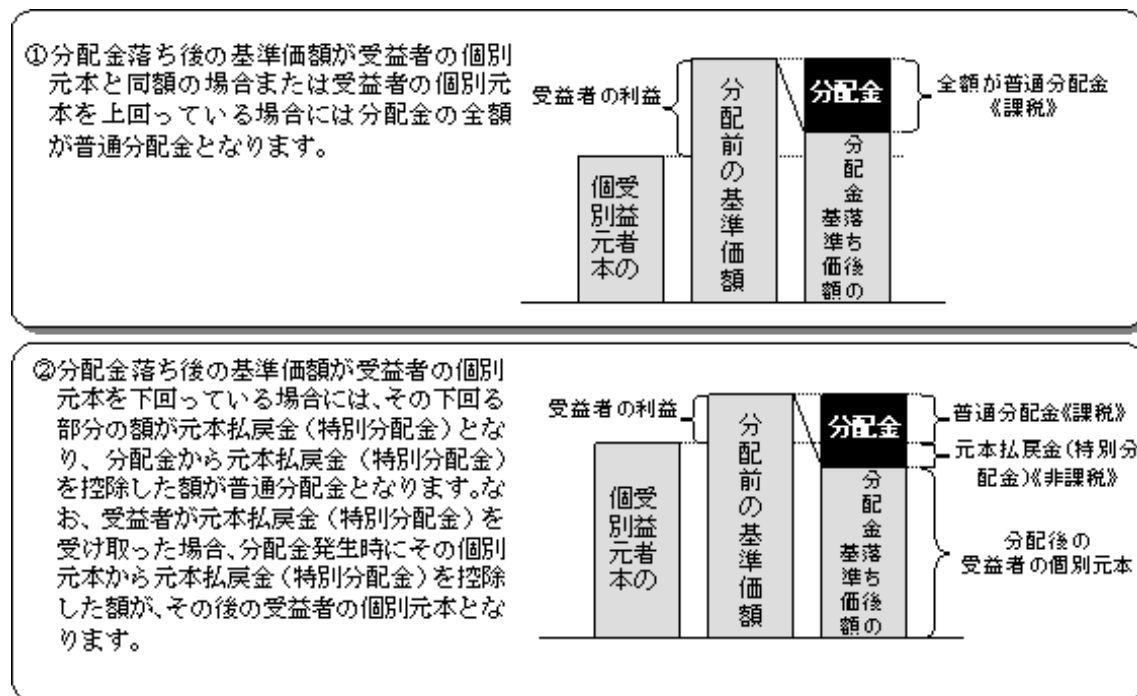 ①分配金落ち後の基準価額が受益者の個別
元本と同額の場合または受益者の個別元
本を上回っている場合には分配金の全額
が普通分配金となります。
受益者の利益
受益者の
個別元本
分配前の基準価額
分配金
分配金落ち後の
基準価額
全額が普通分配金
《課税》
②分配金落ち後の基準価額が受益者の個別
元本を下回っている場合には、その下回る
部分の額が元本払戻金（特別分配金）とな
り、分配金から元本払戻金（特別分配金）
を控除した額が普通分配金となります。な
お、受益者が元本払戻金（特別分配金）を
受け取った場合、分配金発生時にその個別
元本から元本払戻金（特別分配金）を控除
した額が、その後の受益者の個別元本とな
ります。
受益者の利益
受益者の
個別元本
分配前の基準価額
分配金
分配金落ち後の
基準価額
普通分配金《課税》
元本払戻金(特別分
配金)《非課税》
分配後の
受益者の個別元本